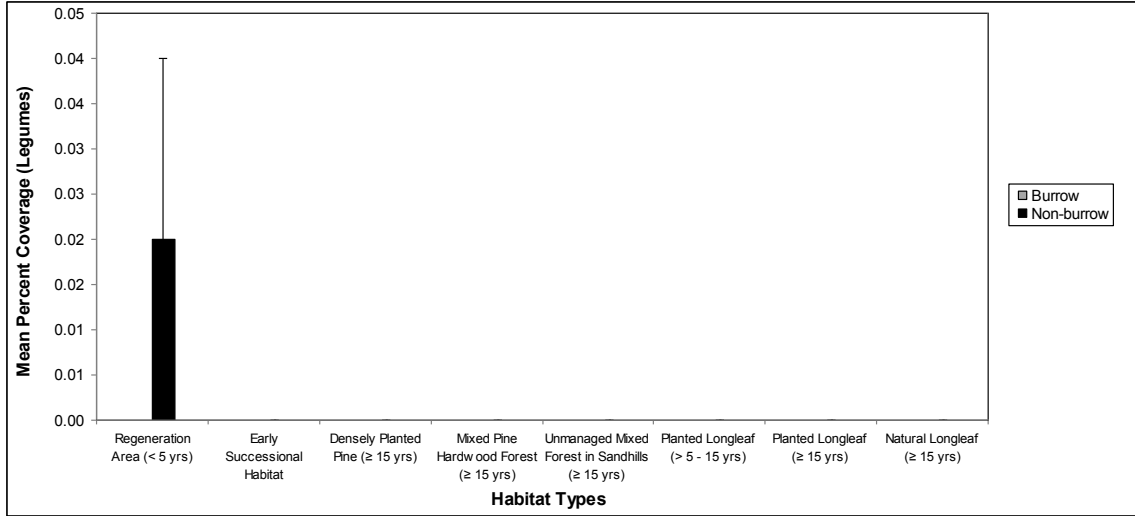 0.05
0.04
0.04
0.03
0.03
0.02
0.02
0.01
0.01
0.00
Mean Percent Coverage (Legumes)
Regeneration
Area (< 5 yrs)
Early
Successional
Habitat
Densely Planted
Pine (≥ 15 yrs)
Mixed Pine
Hardwood Forest
(≥ 15 yrs)
Unmanaged Mixed
Forest in Sandhills
(≥ 15 yrs)
Planted Longleaf
(> 5 - 15 yrs)
Planted Longleaf
(≥ 15 yrs)
Natural Longleaf
(≥ 15 yrs)
Habitat Types
Burrow
Non-burrow